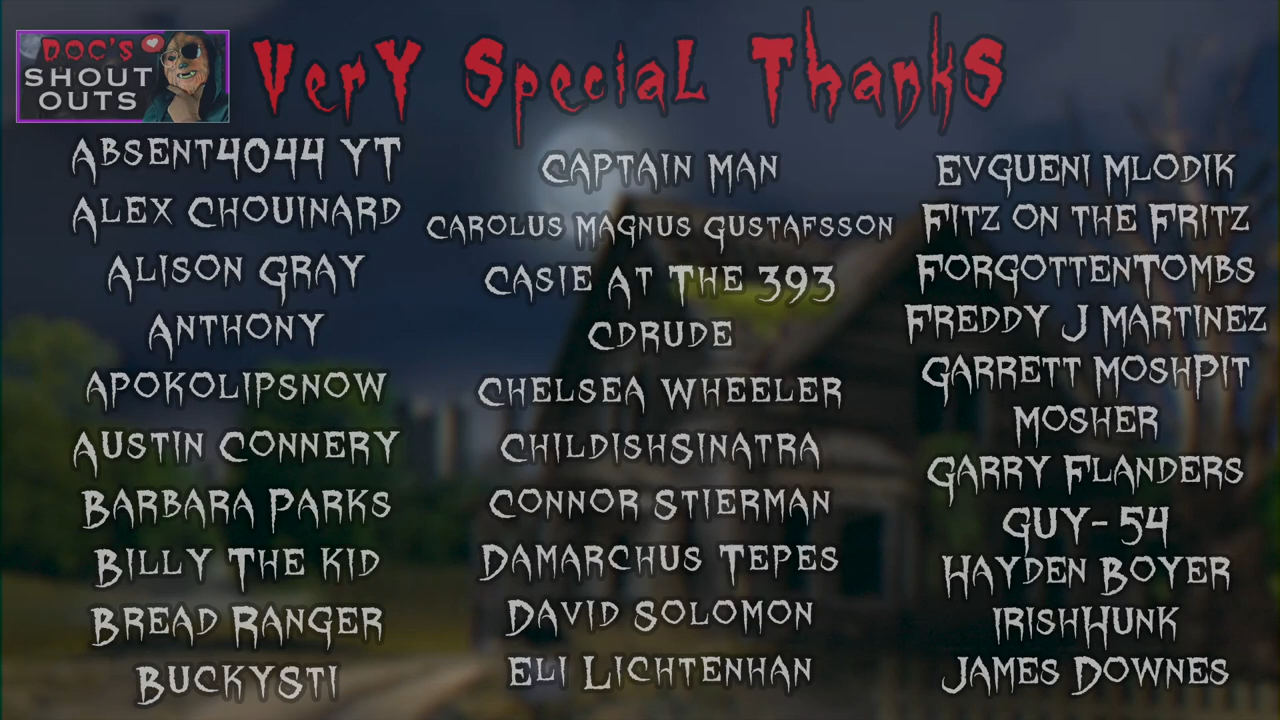 DOC'S
SHOUT
OUTS
VerY SpeciaL ThankS
Absent4044 YT
Alex Chouinard
Alison Gray
Anthony
apokolipsnow
Austin Connery
Barbara Parks
Billy The Kid
Bread Ranger
BuckySti
Captain Man
Carolus Magnus Gustafsson
Casie At The 393
cdrude
Chelsea Wheeler
ChildishSinatra
Connor Stierman
Damarchus Tepes
David Solomon
Eli Lichtenhan
Evgueni Mlodik
Fitz on the Fritz
ForgottenTombs
Freddy J Martinez
Garrett MoshPit
Mosher
Garry Flanders
Guy- 54
Hayden Boyer
irishHunk
James Downes